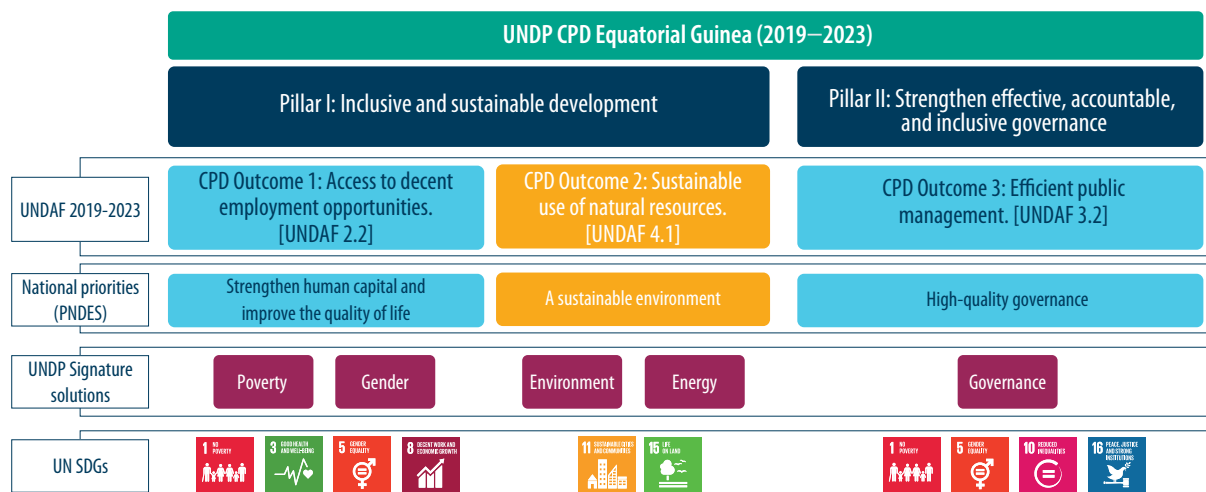 UNDP CPD Equatorial Guinea (2019–2023)
Pillar I: Inclusive and sustainable development
Pillar II: Strengthen effective, accountable,
and inclusive governance
UNDAF 2019-2023
CPD Outcome 1: Access to decent
employment opportunities.
[UNDAF 2.2]
CPD Outcome 2: Sustainable
use of natural resources.
[UNDAF 4.1]
CPD Outcome 3: Efficient public
management. [UNDAF 3.2]
National priorities
(PNDES)
Strengthen human capital and
improve the quality of life
A sustainable environment
High-quality governance
UNDP Signature
solutions
Poverty
Gender
Environment
Energy
Governance
UN SDGs
1 NO
POVERTY
3 GOOD HEALTH
AND WELL-BEING
5 GENDER
EQUALITY
8 DECENT WORK AND
ECONOMIC GROWTH
11 SUSTAINABLE CITIES
AND COMMUNITIES
15 LIFE
ON LAND
1 NO
POVERTY
5 GENDER
EQUALITY
10 REDUCED
INEQUALITIES
16 PEACE, JUSTICE
AND STRONG
INSTITUTIONS